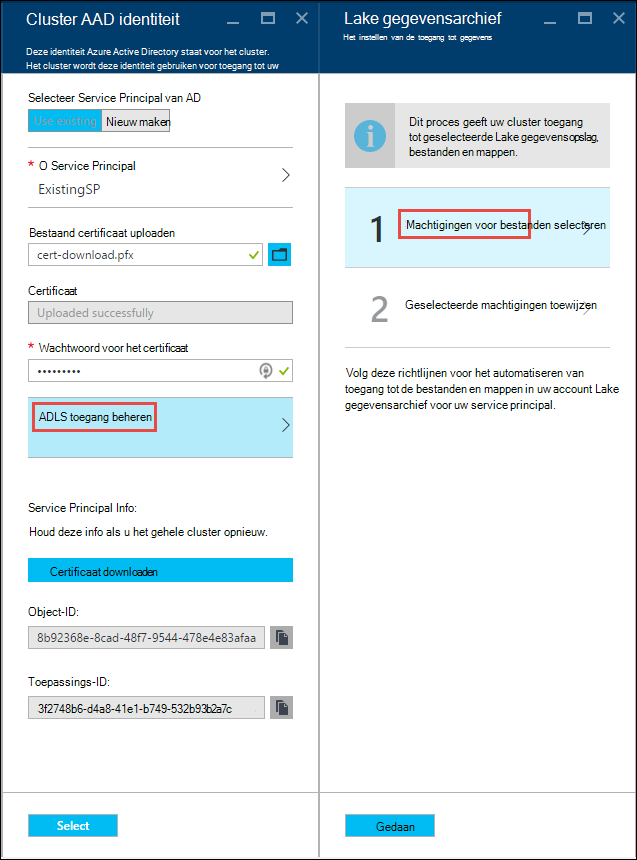 Cluster AAD identiteit
Deze identiteit Azure Active Directory staat voor het cluster.
Het cluster wordt deze identiteit gebruiken voor toegang tot uw
Selecteer Service Principal van AD
Use existing
Nieuw maken
* O Service Principal
ExistingSP
Bestaand certificaat uploaden
cert-download.pfx
Certificaat
Uploaded successfully
* Wachtwoord voor het certificaat
•••••••••
ADLS toegang beheren
Service Principal Info:
Houd deze info als u het gehele cluster opnieuw.
Certificaat downloaden
Object-ID:
8b92368e-8cad-48f7-9544-478e4e83afaa
Toepassings-ID:
3f2748b6-d4a8-41e1-b749-532b93b2a7c
Select
Lake gegevensarchief
Het instellen van de toegang tot gegevens
Dit proces geeft uw cluster toegang
tot geselecteerde Lake gegevensopslag,
bestanden en mappen.
1
Machtigingen voor bestanden selecteren
2
Geselecteerde machtigingen toewijzen
Volg deze richtlijnen voor het automatiseren van
toegang tot de bestanden en mappen in uw account Lake
gegevensarchief voor uw service principal.
Gedaan